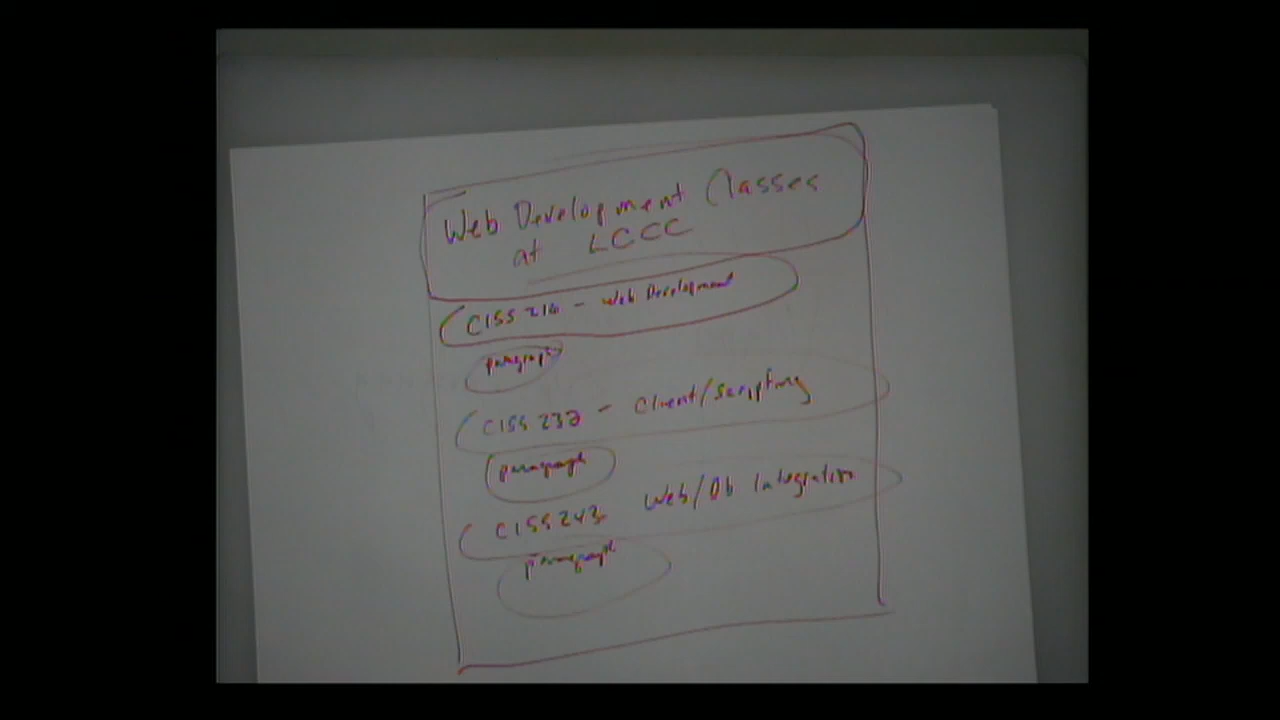 Web Development Classes
at LCCC
CISS 216 - Web Development
paragraph
CISS 232 - Client/Scripting
paragraph
CISS 243 Web/Db Integration
paragraph